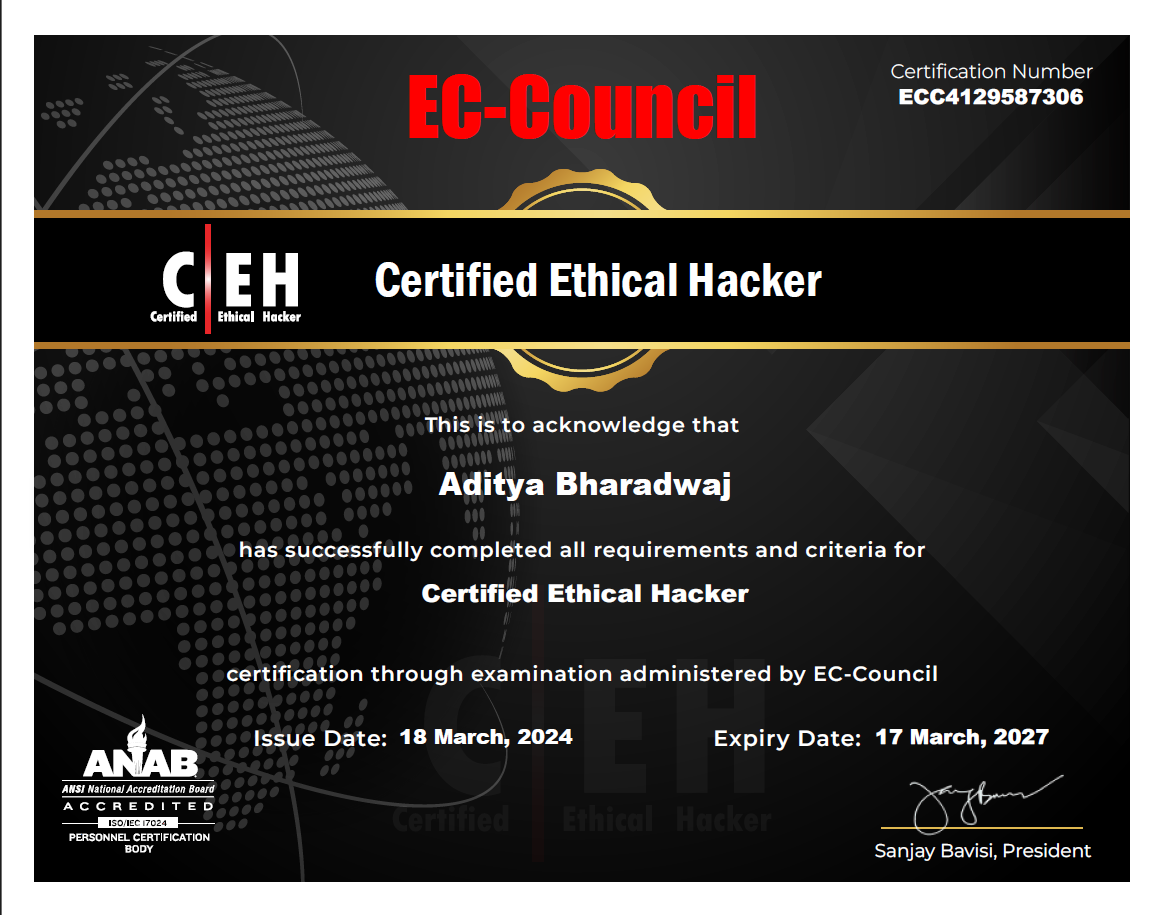 EC-Council
Certification Number
ECC4129587306
C EH
Certified Ethical Hacker
Certified Ethical Hacker
This is to acknowledge that
Aditya Bharadwaj
has successfully completed all requirements and criteria for
Certified Ethical Hacker
certification through examination administered by EC-Council
Issue Date: 18 March, 2024
Expiry Date: 17 March, 2027
C EH
Certified Ethical Hacker
ANAB
ANSI National Accreditation Board
ACCREDITED
ISO/IEC 17024
PERSONNEL CERTIFICATION
BODY
Sanjay Bavisi, President